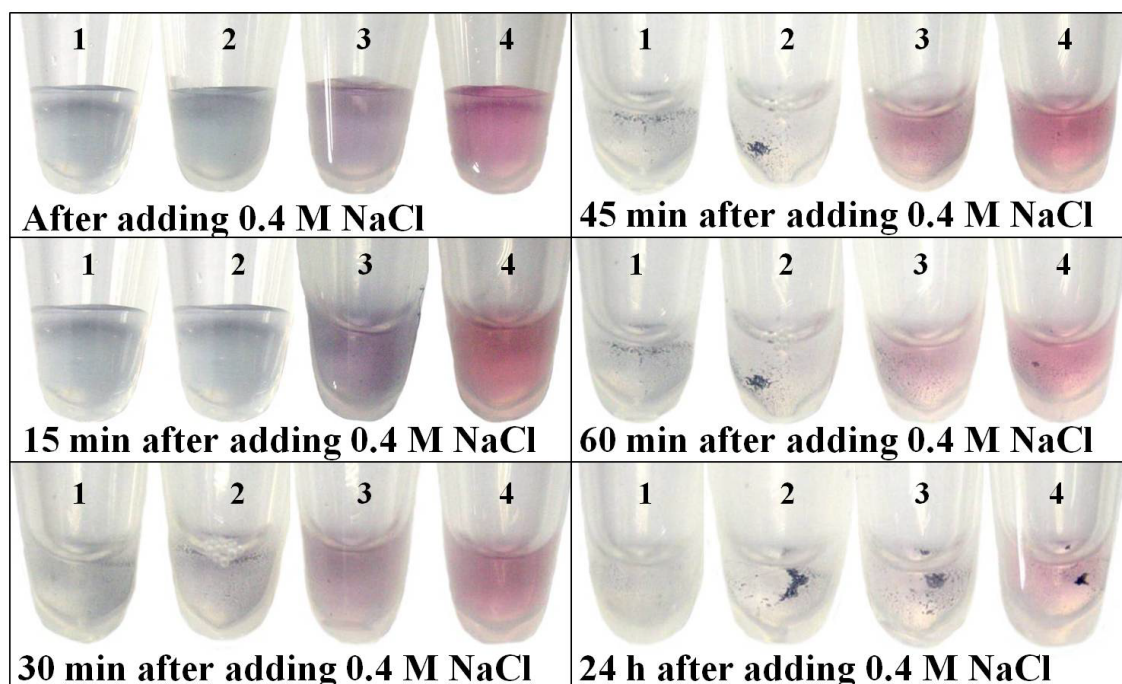 1 2 3 4
After adding 0.4 M NaCl
1 2 3 4
15 min after adding 0.4 M NaCl
1 2 3 4
30 min after adding 0.4 M NaCl
1 2 3 4
45 min after adding 0.4 M NaCl
1 2 3 4
60 min after adding 0.4 M NaCl
1 2 3 4
24 h after adding 0.4 M NaCl